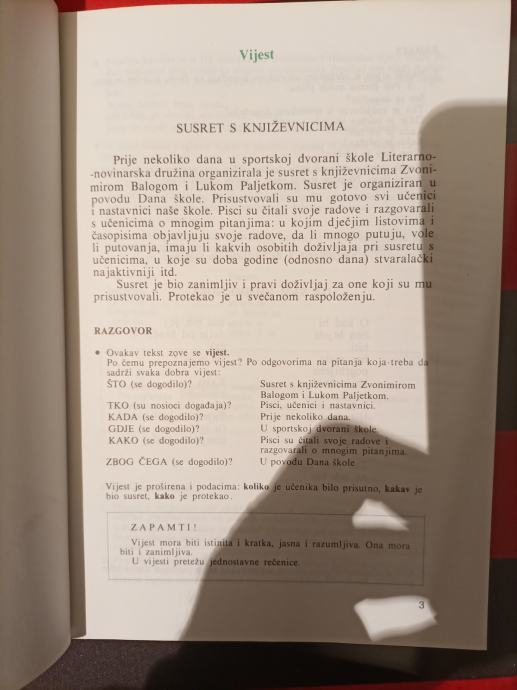 Vijest
SUSRET S KNJIŽEVNICIMA
Prije nekoliko dana u sportskoj dvorani škole Literarno-
-novinarska družina organizirala je susret s književnicima Zvoni-
mirom Balogom i Lukom Paljetkom. Susret je organiziran u
povodu Dana škole. Prisustvovali su mu gotovo svi učenici
i nastavnici naše škole. Pisci su čitali svoje radove i razgovarali
s učenicima o mnogim pitanjima: u kojim dječjim listovima i
časopisima objavljuju svoje radove, da li mnogo putuju, vole
li putovanja, imaju li kakvih osobitih doživljaja pri susretu s
učenicima, u koje su doba godine (odnosno dana) stvaralački
najaktivniji itd.
Susret je bio zanimljiv i pravi doživljaj za one koji su mu
prisustvovali. Protekao je u svečanom raspoloženju.
RAZGOVOR
• Ovakav tekst zove se vijest.
Po čemu prepoznajemo vijest? Po odgovorima na pitanja koja treba da
sadrži svaka dobra vijest:
ŠTO (se dogodilo)? Susret s književnicima Zvonimirom
Balogom i Lukom Paljetkom.
TKO (su nosioci događaja)? Pisci, učenici i nastavnici.
KADA (se dogodilo)? Prije nekoliko dana.
GDJE (se dogodilo)? U sportskoj dvorani škole
KAKO (se dogodilo)? Pisci su čitali svoje radove i
razgovarali o mnogim pitanjima.
ZBOG ČEGA (se dogodilo)? U povodu Dana škole
Vijest je proširena i podacima: koliko je učenika bilo prisutno, kakav je
bio susret, kako je protekao.
ZAPAMTI!
Vijest mora biti istinita i kratka, jasna i razumljiva. Ona mora
biti i zanimljiva.
U vijesti pretežu jednostavne rečenice.
3